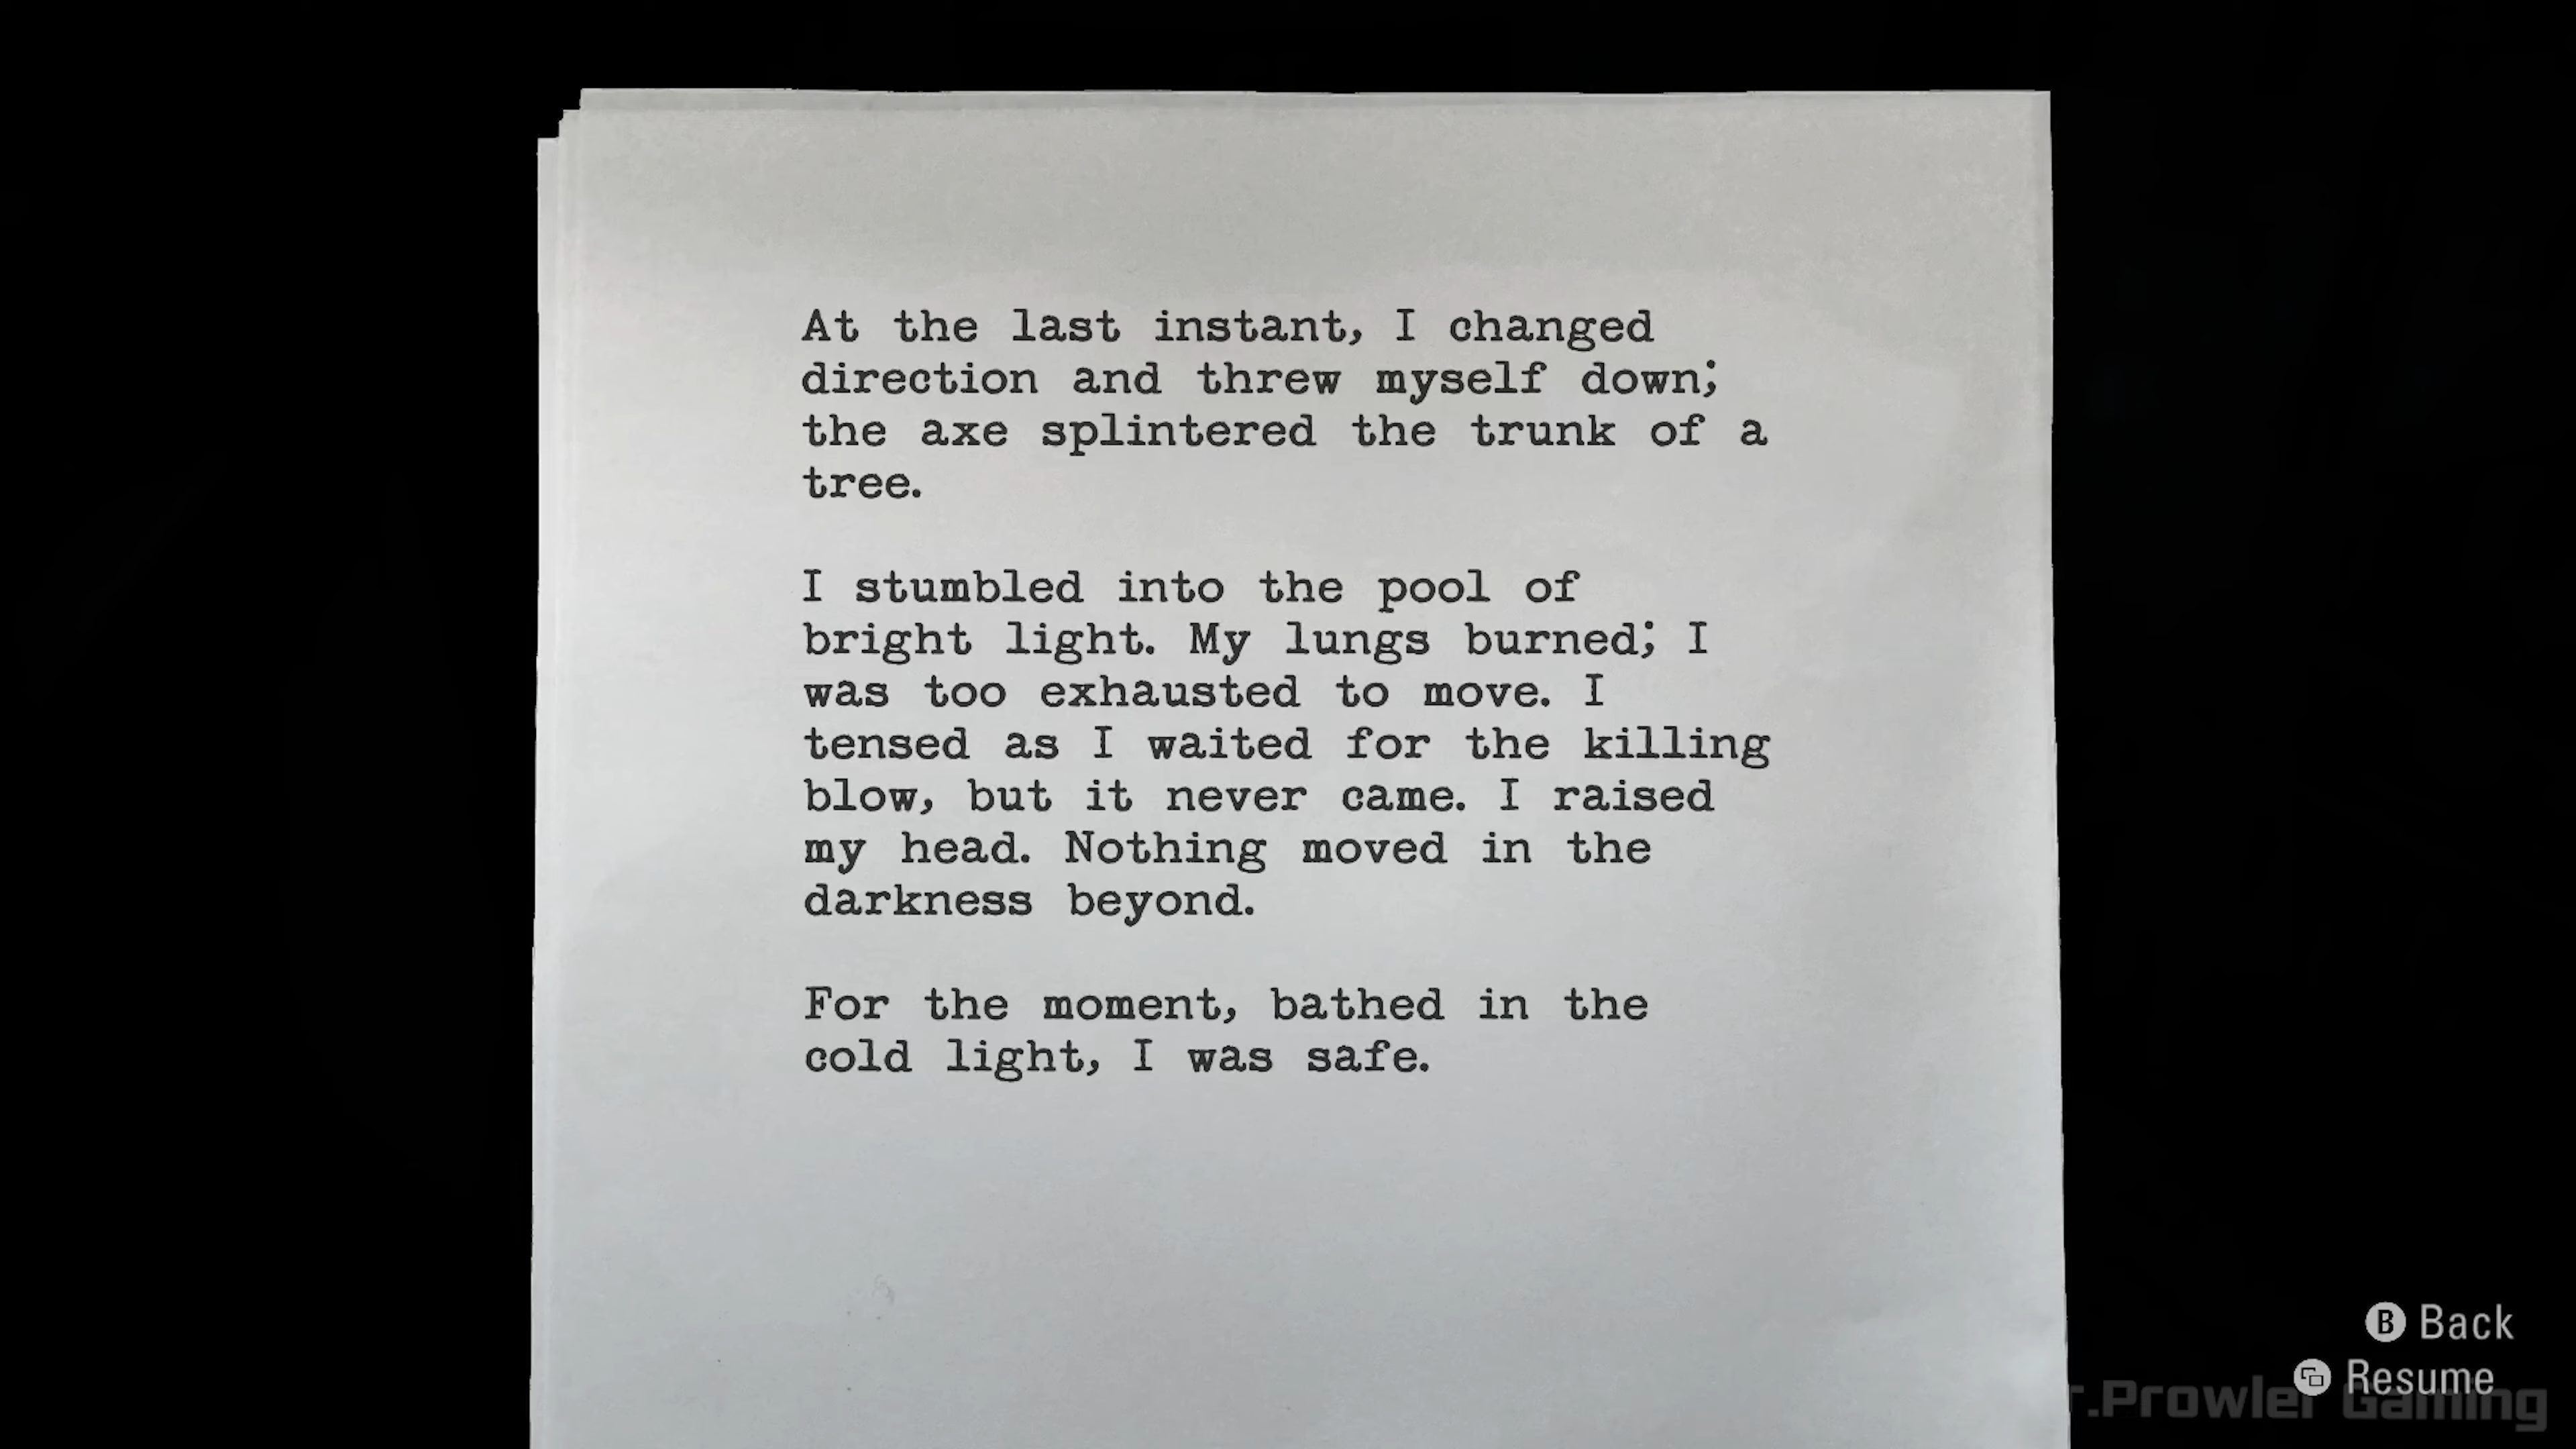 At the last instant, I changed
direction and threw myself down;
the axe splintered the trunk of a
tree.
I stumbled into the pool of
bright light. My lungs burned; I
was too exhausted to move. I
tensed as I waited for the killing
blow, but it never came. I raised
my head. Nothing moved in the
darkness beyond.
For the moment, bathed in the
cold light, I was safe.
B Back
Resume
r.Prowler Gaming